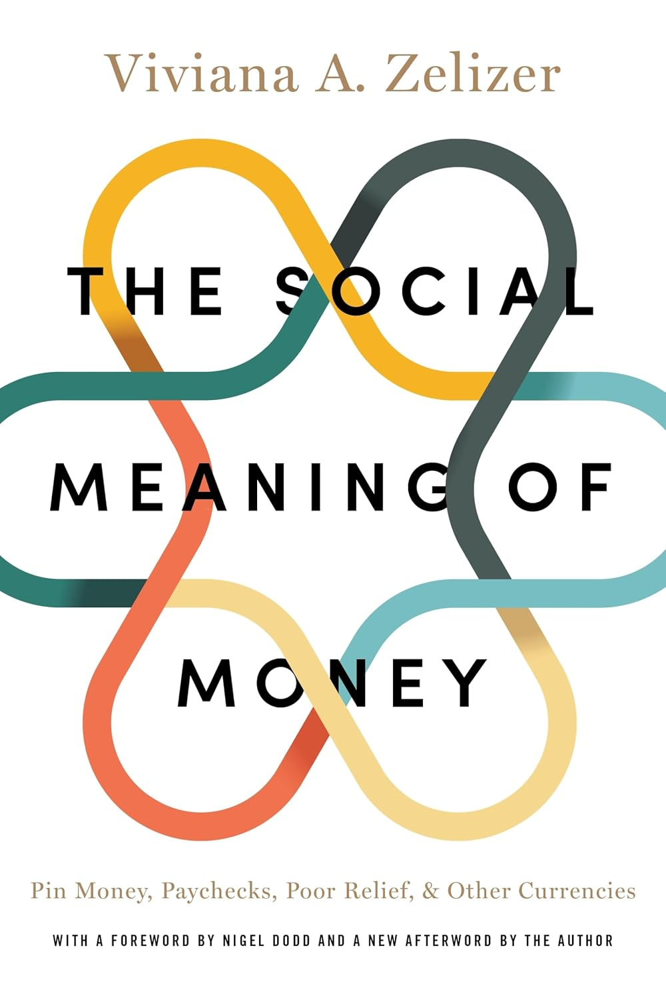 Viviana A. Zelizer
THE SOCIAL
MEANING OF
MONEY
Pin Money, Paychecks, Poor Relief, & Other Currencies
WITH A FOREWORD BY NIGEL DODD AND A NEW AFTERWORD BY THE AUTHOR